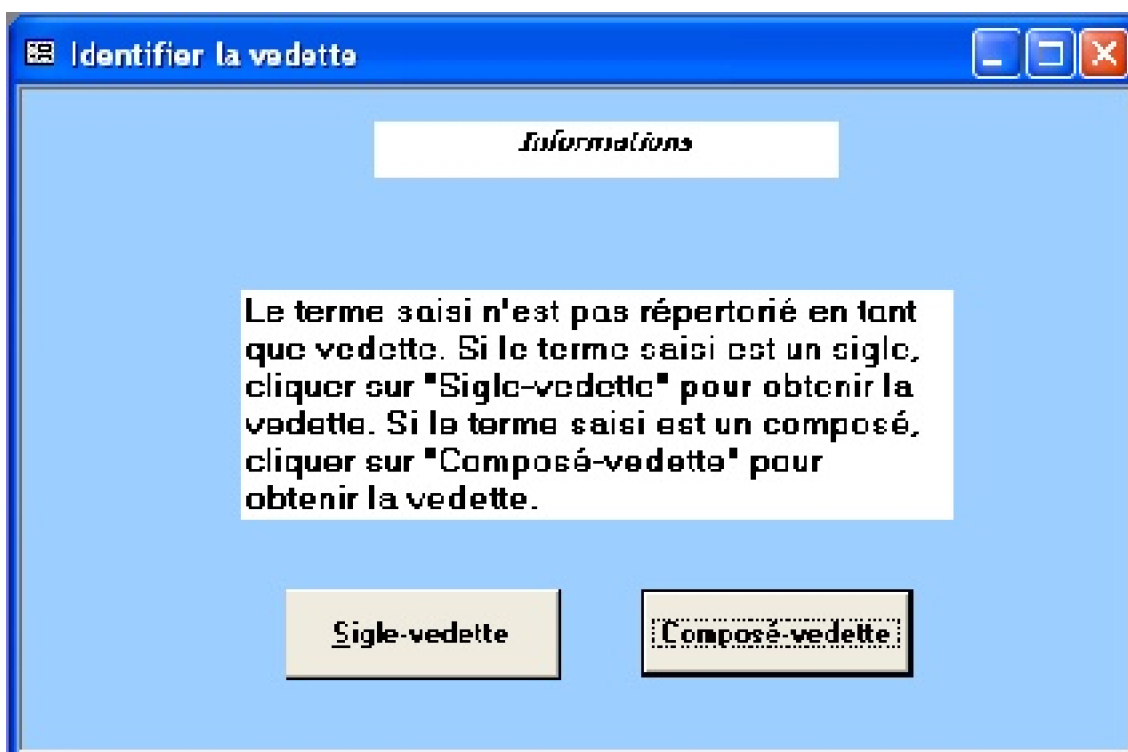 Identifier la vedette
Informations
Le terme saisi n'est pas répertorié en tant
que vedette. Si le terme saisi est un sigle,
cliquer sur "Sigle-vedette" pour obtenir la
vedette. Si le terme saisi est un composé,
cliquer sur "Composé-vedette" pour
obtenir la vedette.
Sigle-vedette
Composé-vedette